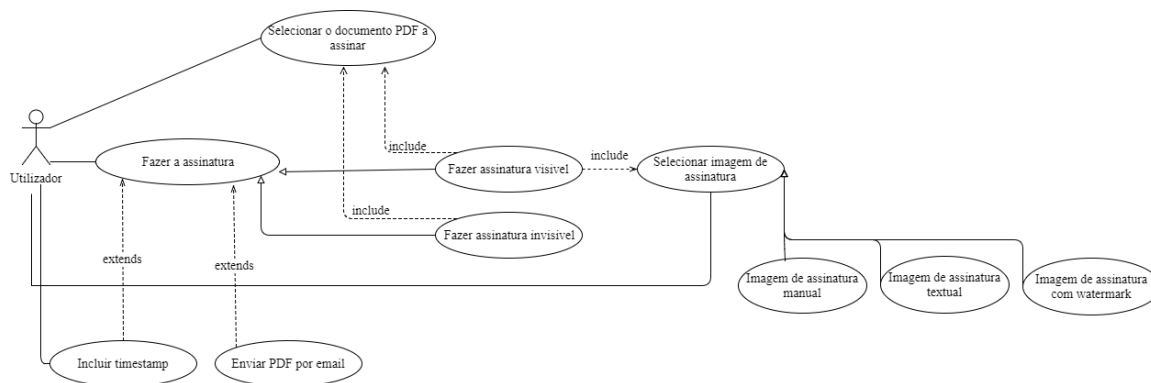 Selecionar o documento PDF a
assinar
Utilizador
Fazer a assinatura
include
Fazer assinatura visivel
include
Selecionar imagem de
assinatura
include
Fazer assinatura invisivel
extends
extends
Imagem de assinatura
manual
Imagem de assinatura
textual
Imagem de assinatura
com watermark
Incluir timestamp
Enviar PDF por email